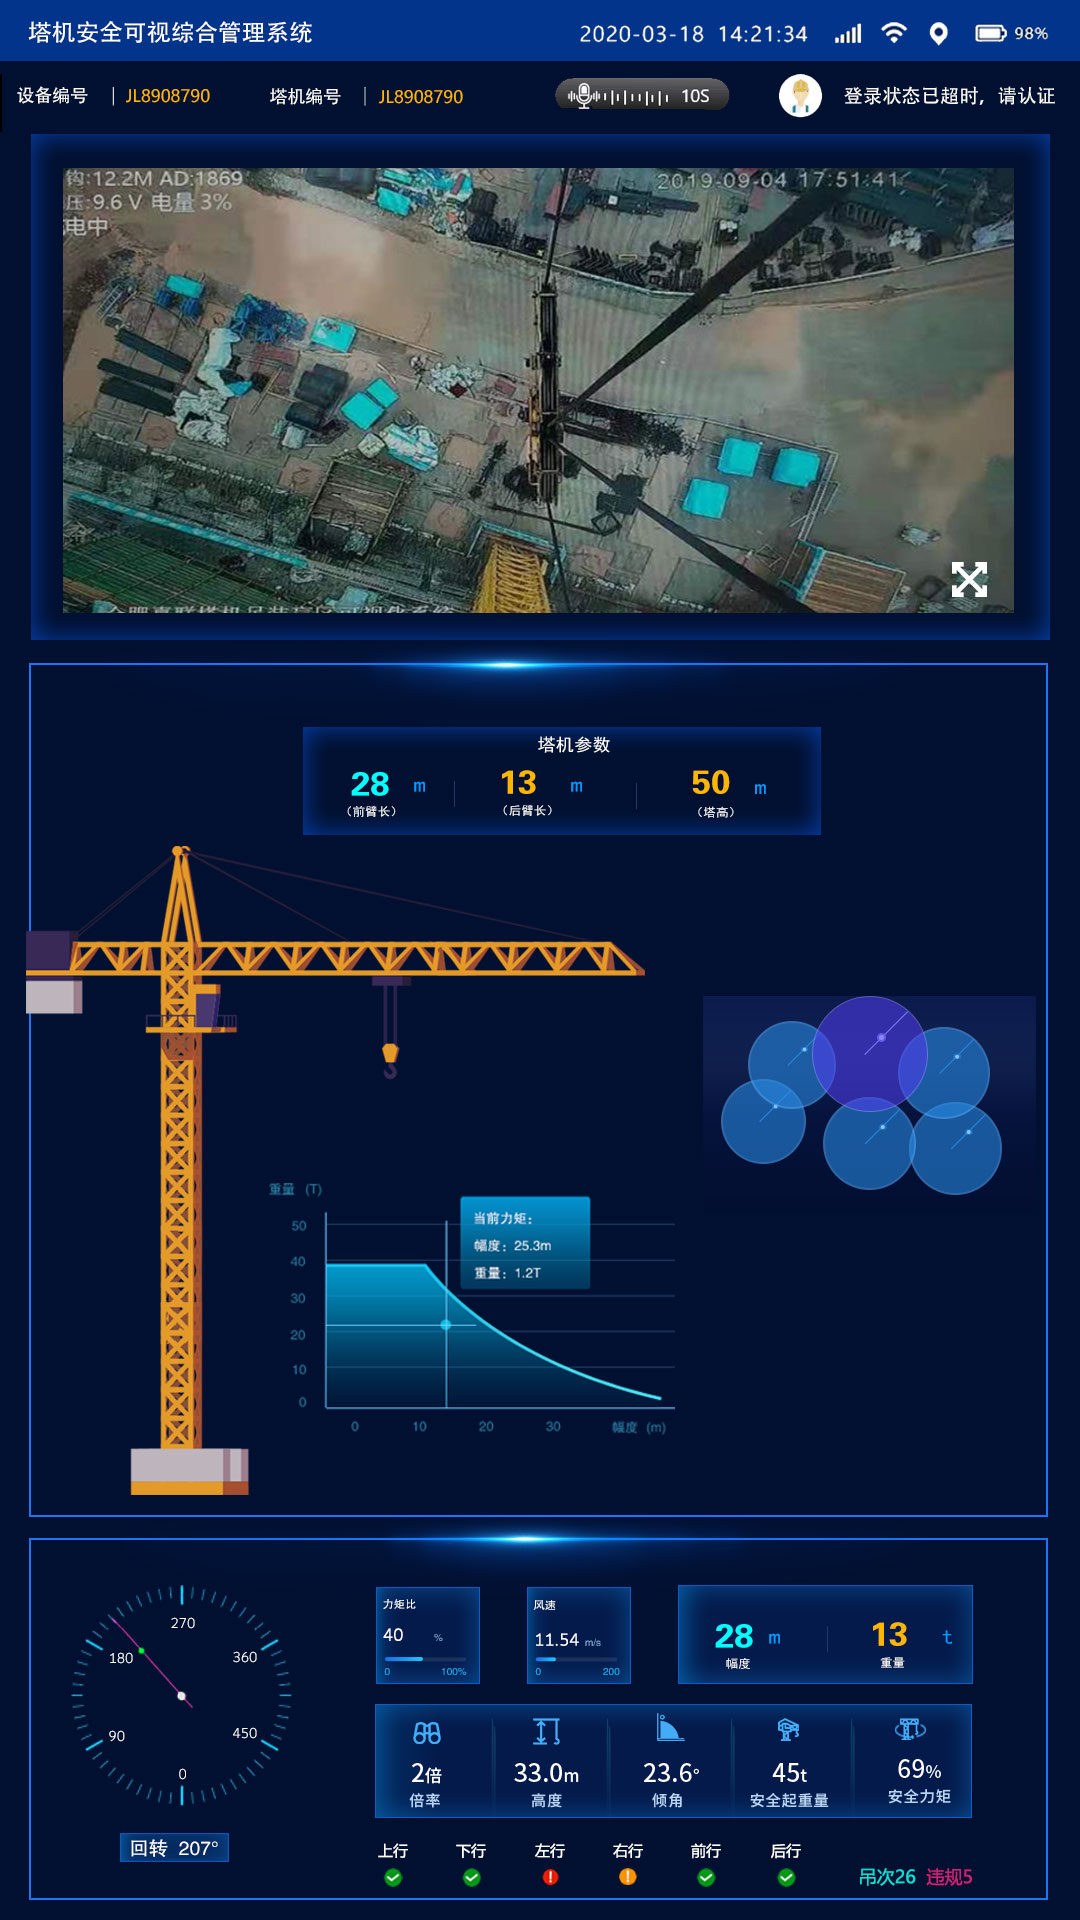 塔机安全可视综合管理系统
2020-03-18 14:21:34
98%
设备编号 | JL8908790
塔机编号 | JL8908790
10S
登录状态已超时，请认证
钩:12.2M AD:1869
2019-09-04 17:51:41
压:9.6 V 电量 3%
电中
塔机参数
28 m
13 m
50 m
（前臂长）
（后臂长）
（塔高）
重量 (T)
50
40
30
20
10
0
当前力矩：
幅度：25.3m
重量：1.2T
0 10 20 30 幅度 (m)
270
180
360
90
450
0
回转 207°
力矩比
40 %
0 100%
风速
11.54 m/s
0 200
28 m
幅度
13 t
重量
2倍
倍率
33.0m
高度
23.6°
倾角
45t
安全起重量
69%
安全力矩
上行 下行 左行 右行 前行 后行
吊次26 违规5